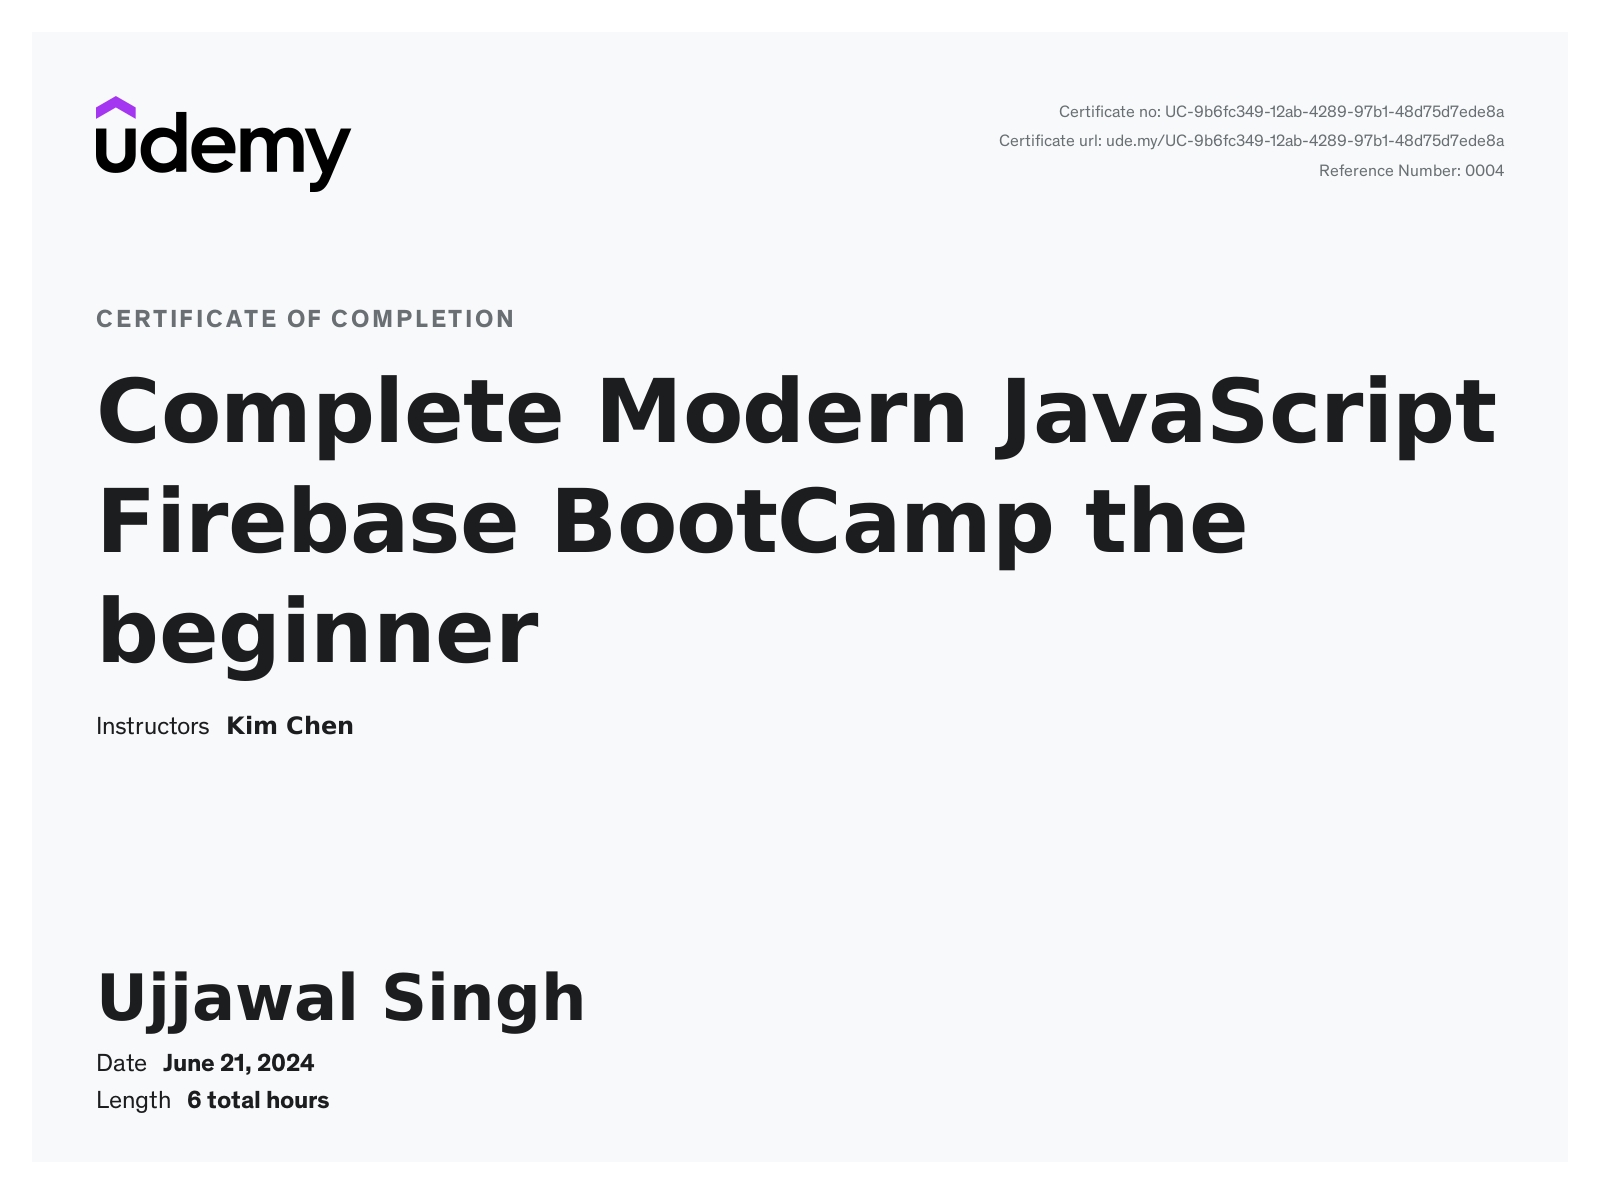 udemy
Certificate no: UC-9b6fc349-12ab-4289-97b1-48d75d7ede8a
Certificate url: ude.my/UC-9b6fc349-12ab-4289-97b1-48d75d7ede8a
Reference Number: 0004
CERTIFICATE OF COMPLETION
Complete Modern JavaScript
Firebase BootCamp the
beginner
Instructors Kim Chen
Ujjawal Singh
Date June 21, 2024
Length 6 total hours